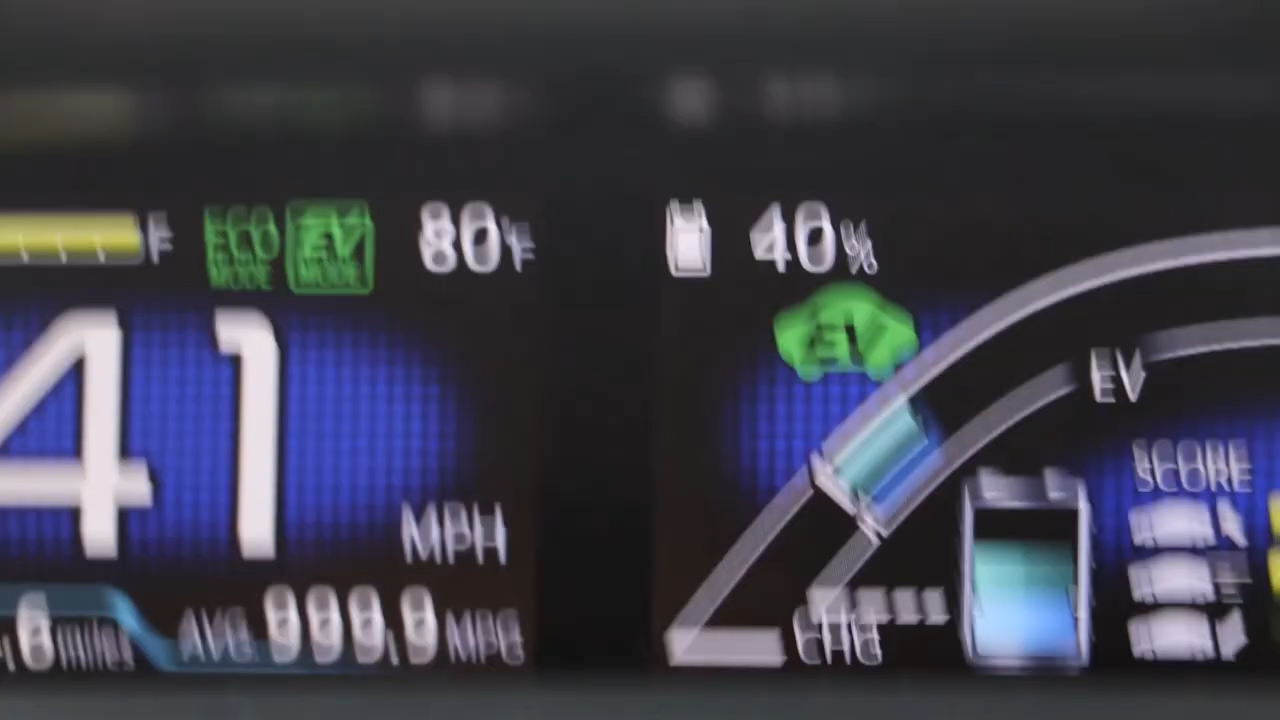 F ECO MODE EV MODE 80°F
41
MPH
miles AVG. 999.9 MPG
40%
EV
EV
SCORE
CHG